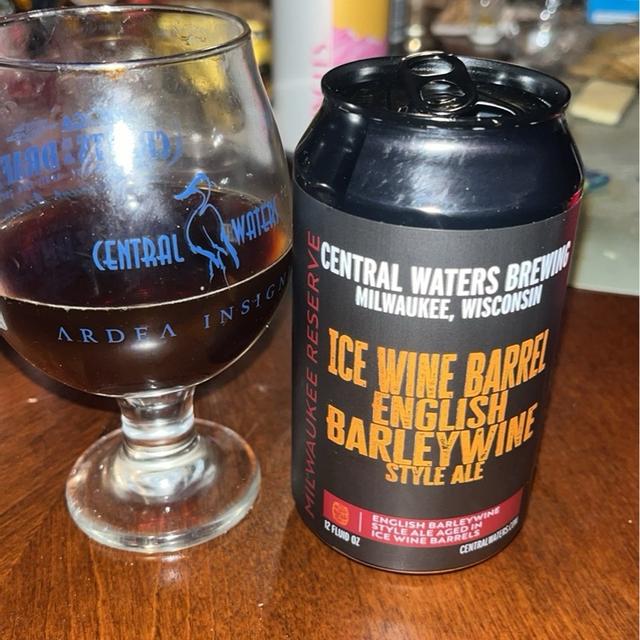 CENTRAL WATERS
ARDEA INSIGN
MILWAUKEE RESERVE
CENTRAL WATERS BREWING
MILWAUKEE, WISCONSIN
ICE WINE BARREL
ENGLISH
BARLEYWINE
STYLE ALE
ENGLISH BARLEYWINE
STYLE ALE AGED IN
ICE WINE BARRELS
12 FLUID OZ
CENTRALWATERS.COM